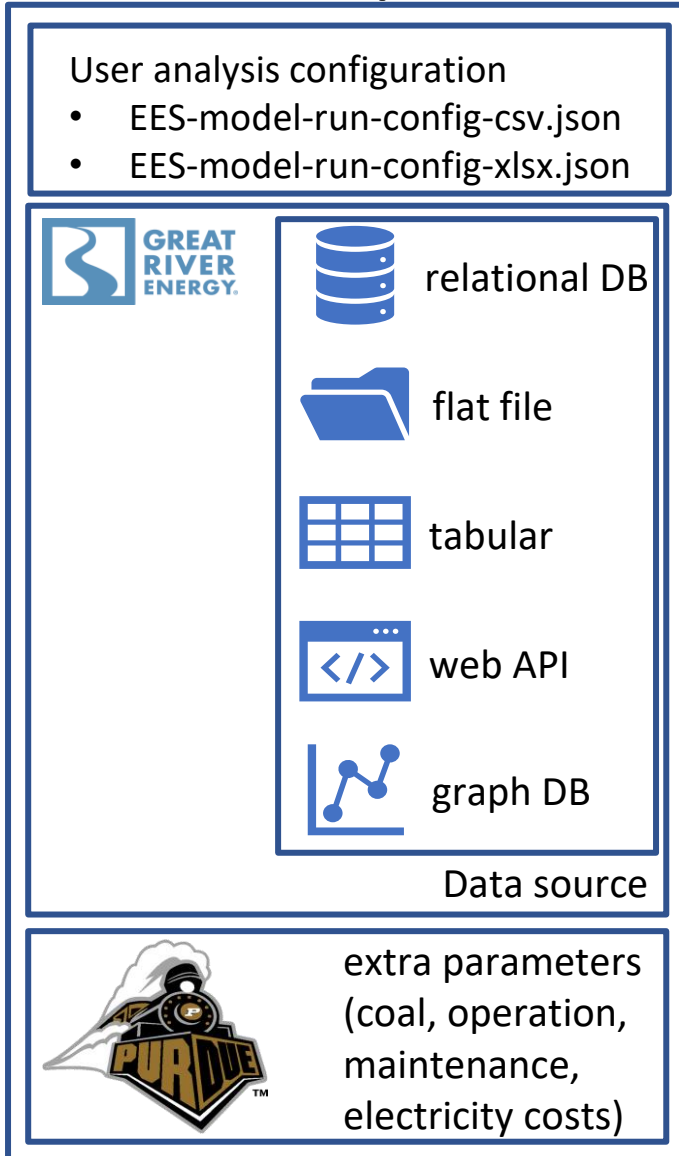 User analysis configuration
• EES-model-run-config-csv.json
• EES-model-run-config-xlsx.json
GREAT
RIVER
ENERGY®
relational DB
flat file
tabular
</>
web API
graph DB
Data source
P
PURDUE
TM
extra parameters
(coal, operation,
maintenance,
electricity costs)